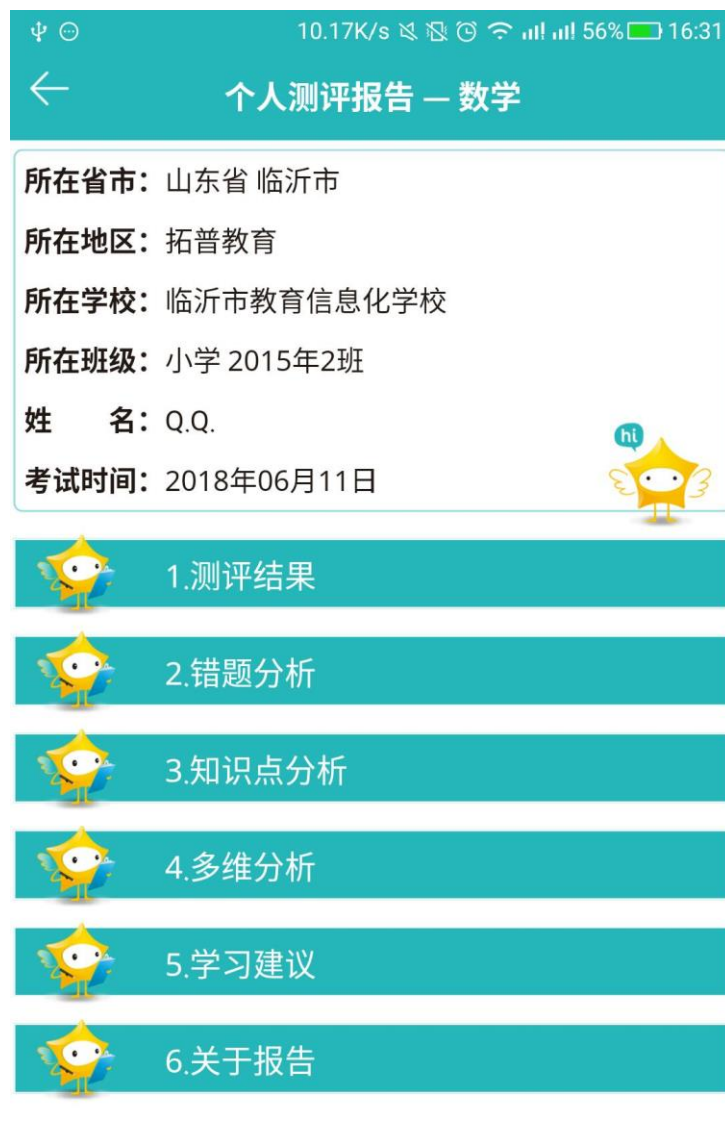 10.17K/s 56% 16:31
个人测评报告 — 数学
所在省市：山东省 临沂市
所在地区：拓普教育
所在学校：临沂市教育信息化学校
所在班级：小学 2015年2班
姓 名：Q.Q.
考试时间：2018年06月11日
hi
1.测评结果
2.错题分析
3.知识点分析
4.多维分析
5.学习建议
6.关于报告